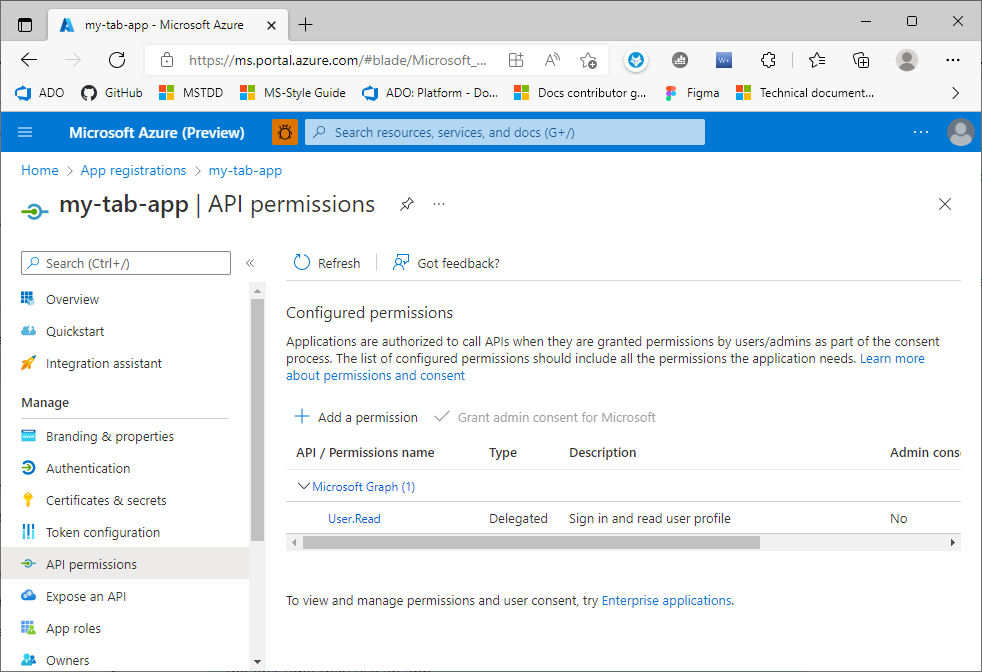 my-tab-app - Microsoft Azure
https://ms.portal.azure.com/#blade/Microsoft_...
W+
ADO
GitHub
MSTDD
MS-Style Guide
ADO: Platform - Do...
Docs contributor g...
Figma
Technical document...
Microsoft Azure (Preview)
Search resources, services, and docs (G+/)
...
Home > App registrations > my-tab-app
my-tab-app | API permissions
...
Search (Ctrl+/)
«
Overview
Quickstart
Integration assistant
Manage
Branding & properties
Authentication
Certificates & secrets
Token configuration
API permissions
Expose an API
App roles
Owners
Refresh
Got feedback?
Configured permissions
Applications are authorized to call APIs when they are granted permissions by users/admins as part of the consent
process. The list of configured permissions should include all the permissions the application needs. Learn more
about permissions and consent
Add a permission
Grant admin consent for Microsoft
API / Permissions name Type Description Admin cons
Microsoft Graph (1)
User.Read Delegated Sign in and read user profile No
To view and manage permissions and user consent, try Enterprise applications.